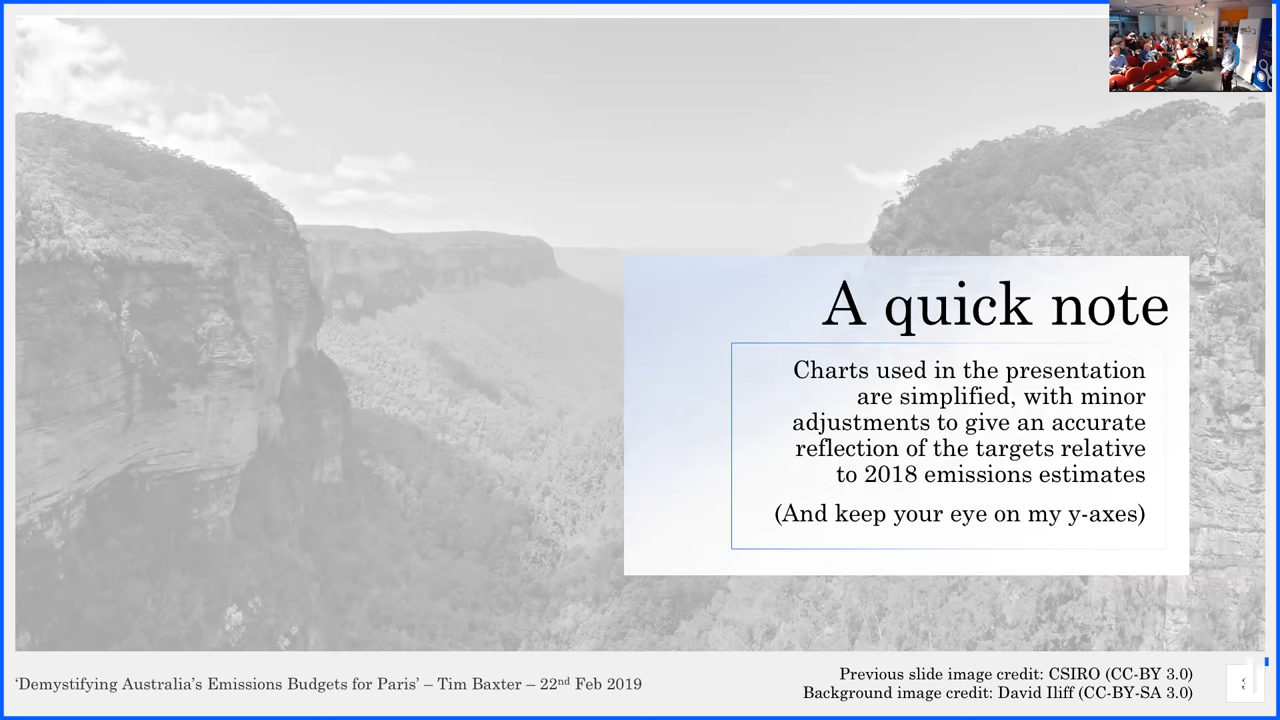 A quick note
Charts used in the presentation
are simplified, with minor
adjustments to give an accurate
reflection of the targets relative
to 2018 emissions estimates
(And keep your eye on my y-axes)
‘Demystifying Australia’s Emissions Budgets for Paris’ – Tim Baxter – 22nd Feb 2019
Previous slide image credit: CSIRO (CC-BY 3.0)
Background image credit: David Iliff (CC-BY-SA 3.0)